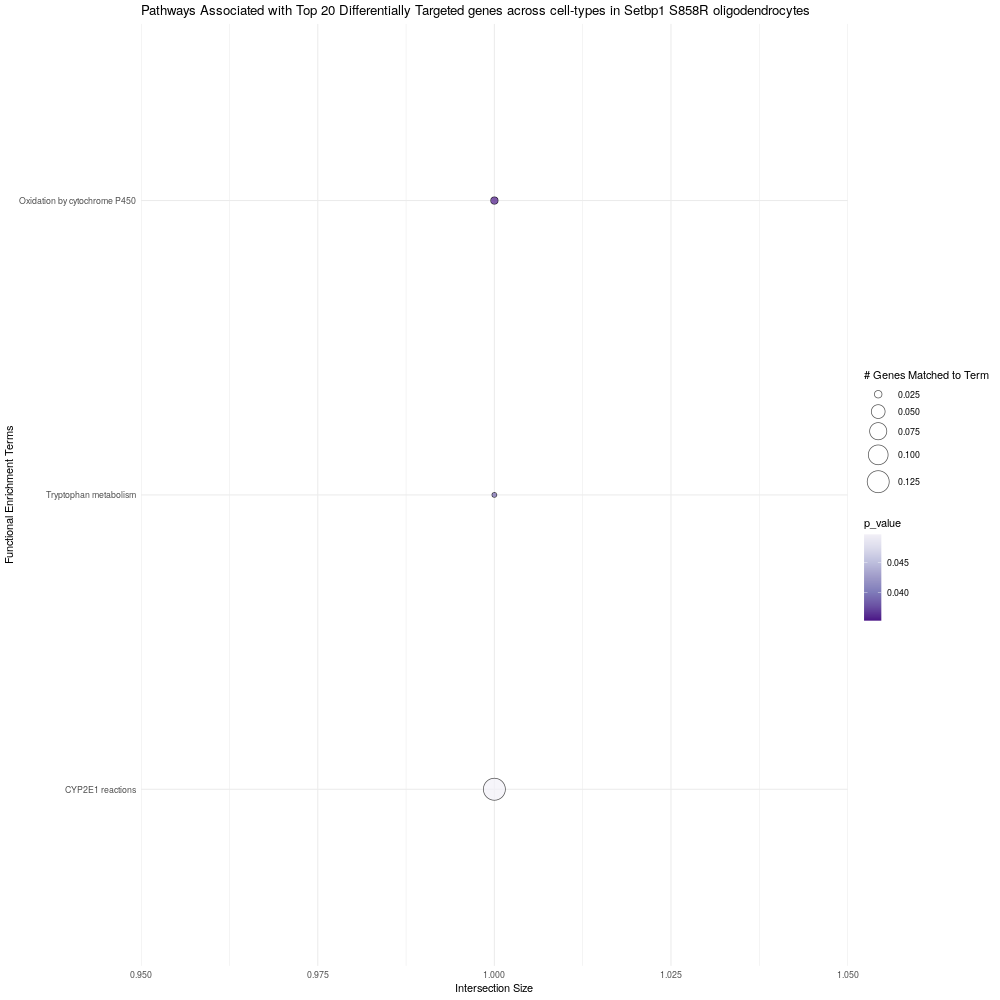 Pathways Associated with Top 20 Differentially Targeted genes across cell-types in Setbp1 S858R oligodendrocytes
Functional Enrichment Terms
Oxidation by cytochrome P450
Tryptophan metabolism
CYP2E1 reactions
0.950
0.975
1.000
1.025
1.050
Intersection Size
# Genes Matched to Term
0.025
0.050
0.075
0.100
0.125
p_value
0.045
0.040